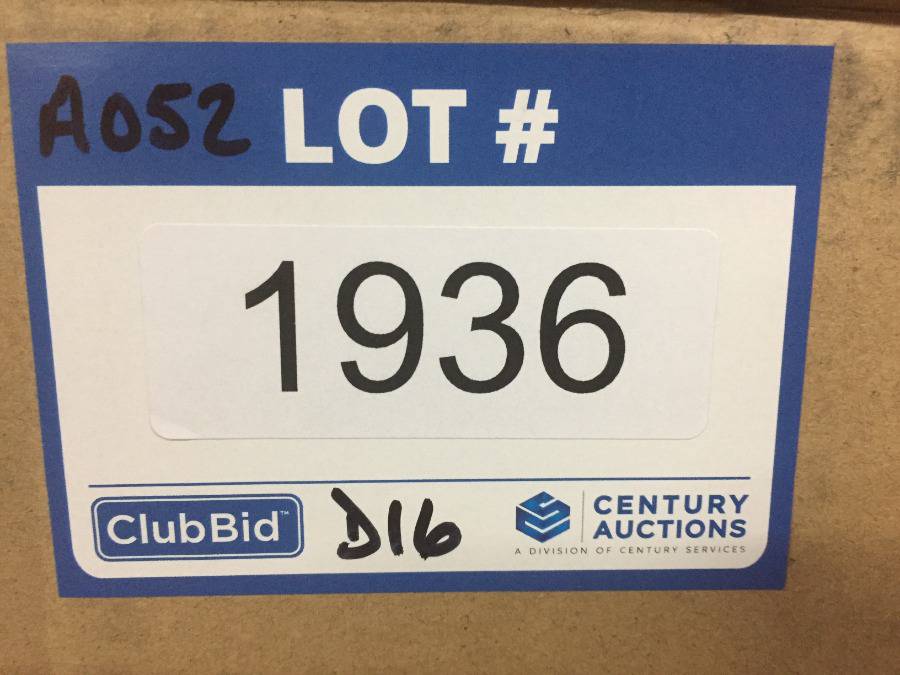 A052 LOT #
1936
ClubBid™ D16 CENTURY
AUCTIONS
A DIVISION OF CENTURY SERVICES